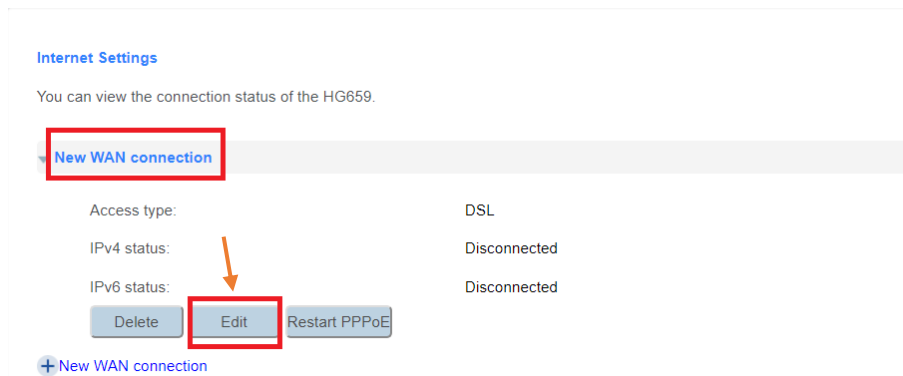 Internet Settings
You can view the connection status of the HG659.
New WAN connection
Access type: DSL
IPv4 status: Disconnected
IPv6 status: Disconnected
Delete Edit Restart PPPoE
New WAN connection